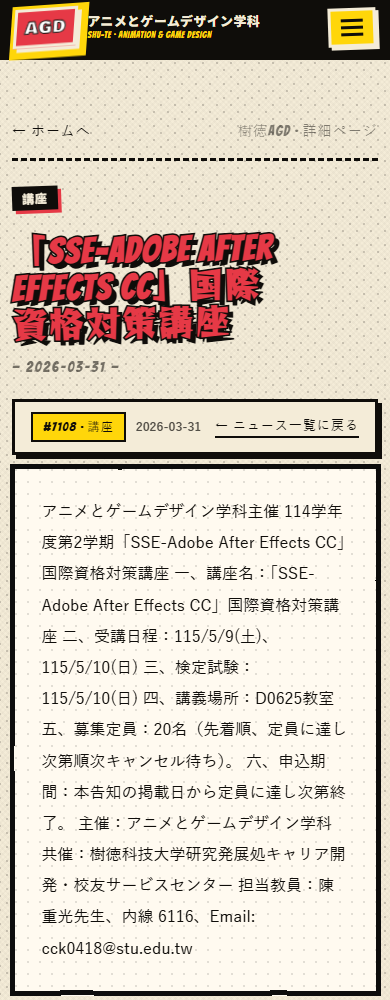 AGD
アニメとゲームデザイン学科
SHU-TE • ANIMATION & GAME DESIGN
← ホームへ
樹徳AGD・詳細ページ
講座
「SSE-ADOBE AFTER
EFFECTS CC」国際
資格対策講座
– 2026-03-31 –
#7108・講座
2026-03-31
← ニュース一覧に戻る
アニメとゲームデザイン学科主催 114学年
度第2学期「SSE-Adobe After Effects CC」
国際資格対策講座 一、講座名：「SSE-
Adobe After Effects CC」国際資格対策講
座 二、受講日程：115/5/9(土)、
115/5/10(日) 三、検定試験：
115/5/10(日) 四、講義場所：D0625教室
五、募集定員：20名（先着順、定員に達し
次第順次キャンセル待ち）。 六、申込期
間：本告知の掲載日から定員に達し次第終
了。 主催：アニメとゲームデザイン学科
共催：樹徳科技大学研究発展処キャリア開
発・校友サービスセンター 担当教員：陳
重光先生、内線 6116、Email:
cck0418@stu.edu.tw